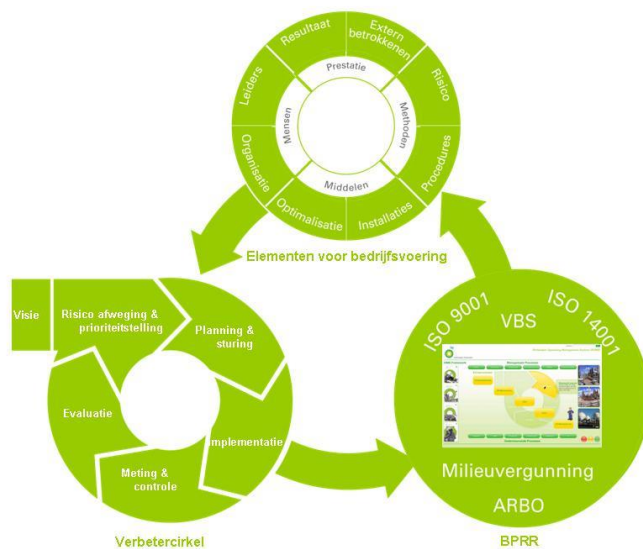 Resultaat
Extern
betrokkenen
Leiders
Prestatie
Risico
Mensen
Methoden
Organisatie
Middelen
Procedures
Optimalisatie
Installaties
Elementen voor bedrijfsvoering
Visie
Risico afweging &
prioriteitstelling
Planning &
sturing
Evaluatie
Implementatie
Meting &
controle
Verbetercirkel
ISO 9001
VBS
ISO 14001
Milieuvergunning
ARBO
BPRR